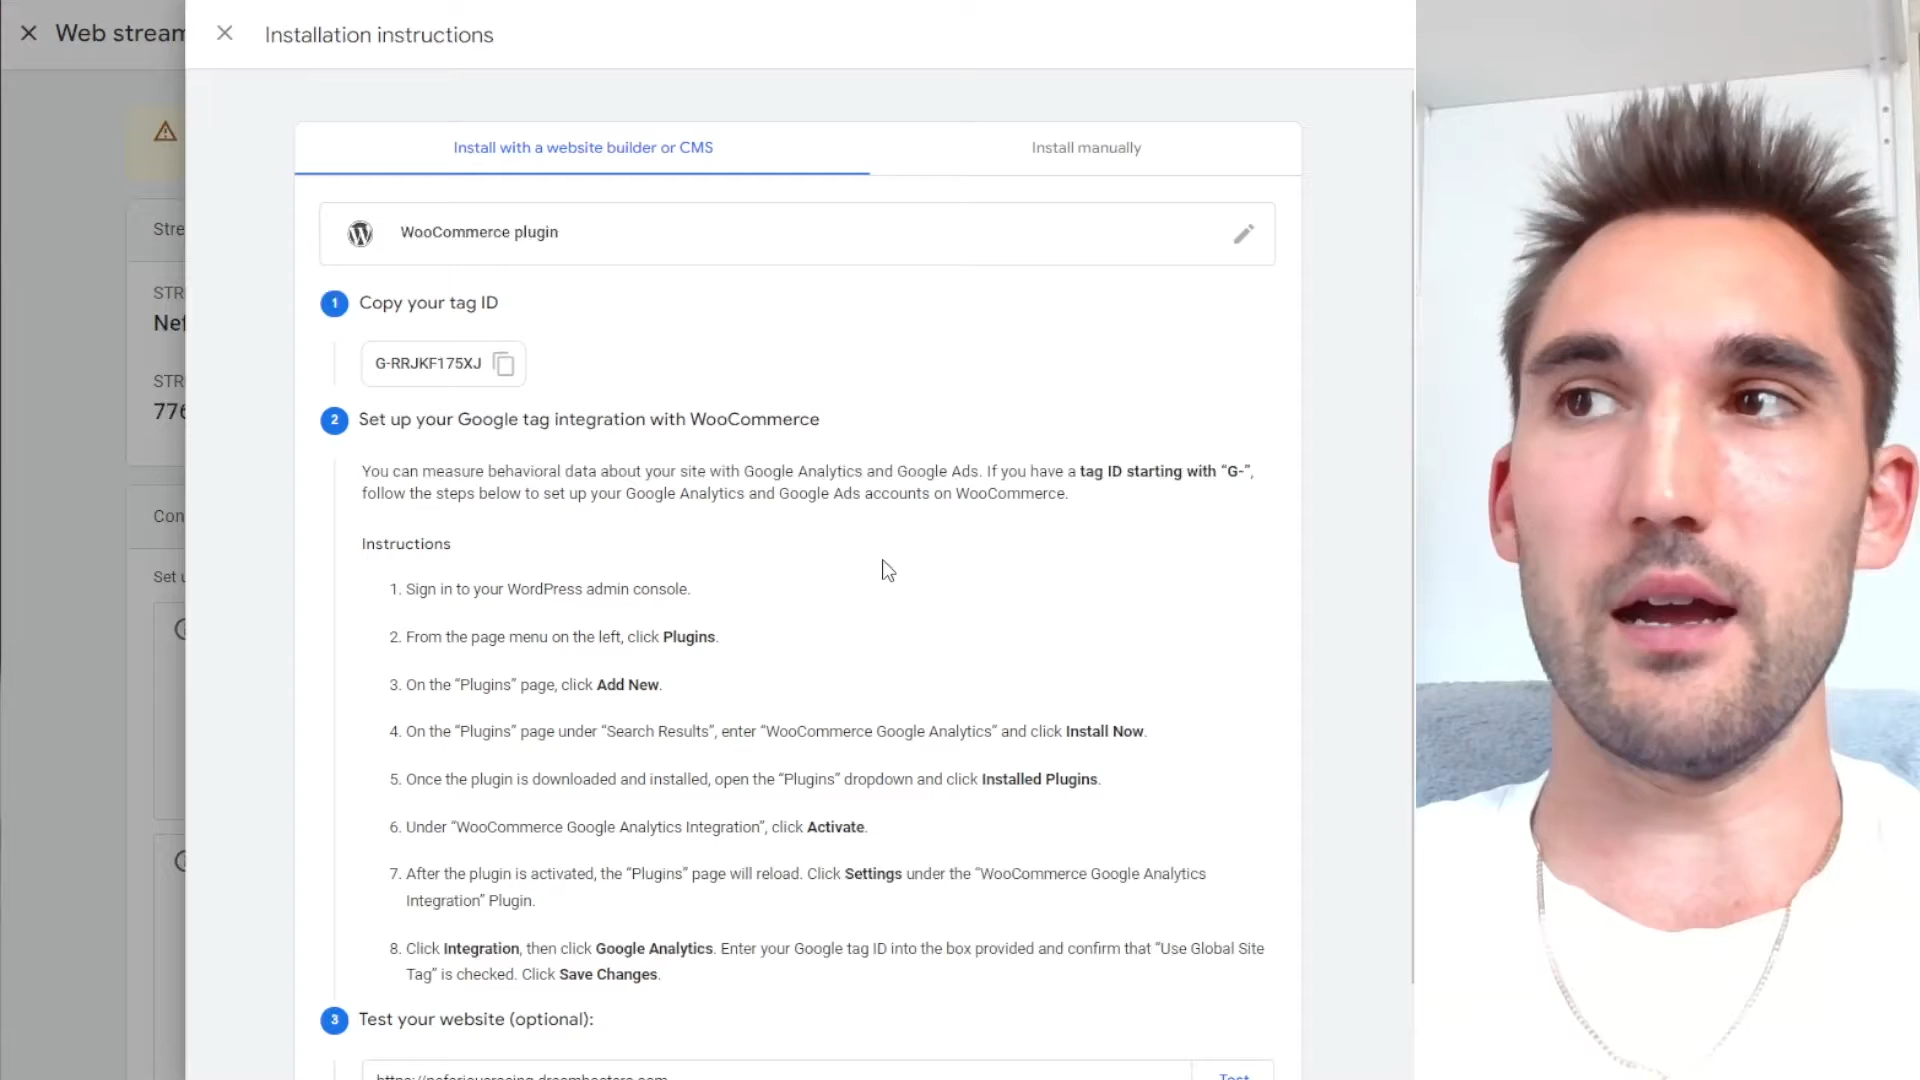 Web stream
Installation instructions
Install with a website builder or CMS
Install manually
WooCommerce plugin
1 Copy your tag ID
G-RRJKF175XJ
2 Set up your Google tag integration with WooCommerce
You can measure behavioral data about your site with Google Analytics and Google Ads. If you have a tag ID starting with “G-”,
follow the steps below to set up your Google Analytics and Google Ads accounts on WooCommerce.
Instructions
1. Sign in to your WordPress admin console.
2. From the page menu on the left, click Plugins.
3. On the “Plugins” page, click Add New.
4. On the “Plugins” page under “Search Results”, enter “WooCommerce Google Analytics” and click Install Now.
5. Once the plugin is downloaded and installed, open the “Plugins” dropdown and click Installed Plugins.
6. Under “WooCommerce Google Analytics Integration”, click Activate.
7. After the plugin is activated, the “Plugins” page will reload. Click Settings under the “WooCommerce Google Analytics
Integration” Plugin.
8. Click Integration, then click Google Analytics. Enter your Google tag ID into the box provided and confirm that “Use Global Site
Tag” is checked. Click Save Changes.
3 Test your website (optional):
Stre
STR
Nef
STR
776
Con
Set u